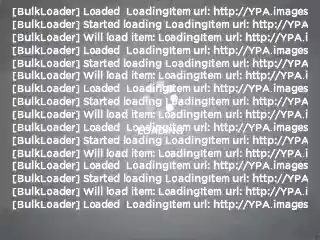 [BulkLoader] Loaded LoadingItem url: http://YPA.images
[BulkLoader] Started loading LoadingItem url: http://YPA
[BulkLoader] Will load item: LoadingItem url: http://YPA.i
[BulkLoader] Loaded LoadingItem url: http://YPA.images
[BulkLoader] Started loading LoadingItem url: http://YPA
[BulkLoader] Will load item: LoadingItem url: http://YPA.i
[BulkLoader] Loaded LoadingItem url: http://YPA.images
[BulkLoader] Started loading LoadingItem url: http://YPA
[BulkLoader] Will load item: LoadingItem url: http://YPA.i
[BulkLoader] Loaded LoadingItem url: http://YPA.images
LOADING
[BulkLoader] Started loading LoadingItem url: http://YPA
[BulkLoader] Will load item: LoadingItem url: http://YPA.i
[BulkLoader] Loaded LoadingItem url: http://YPA.images
[BulkLoader] Started loading LoadingItem url: http://YPA
[BulkLoader] Will load item: LoadingItem url: http://YPA.i
[BulkLoader] Loaded LoadingItem url: http://YPA.images